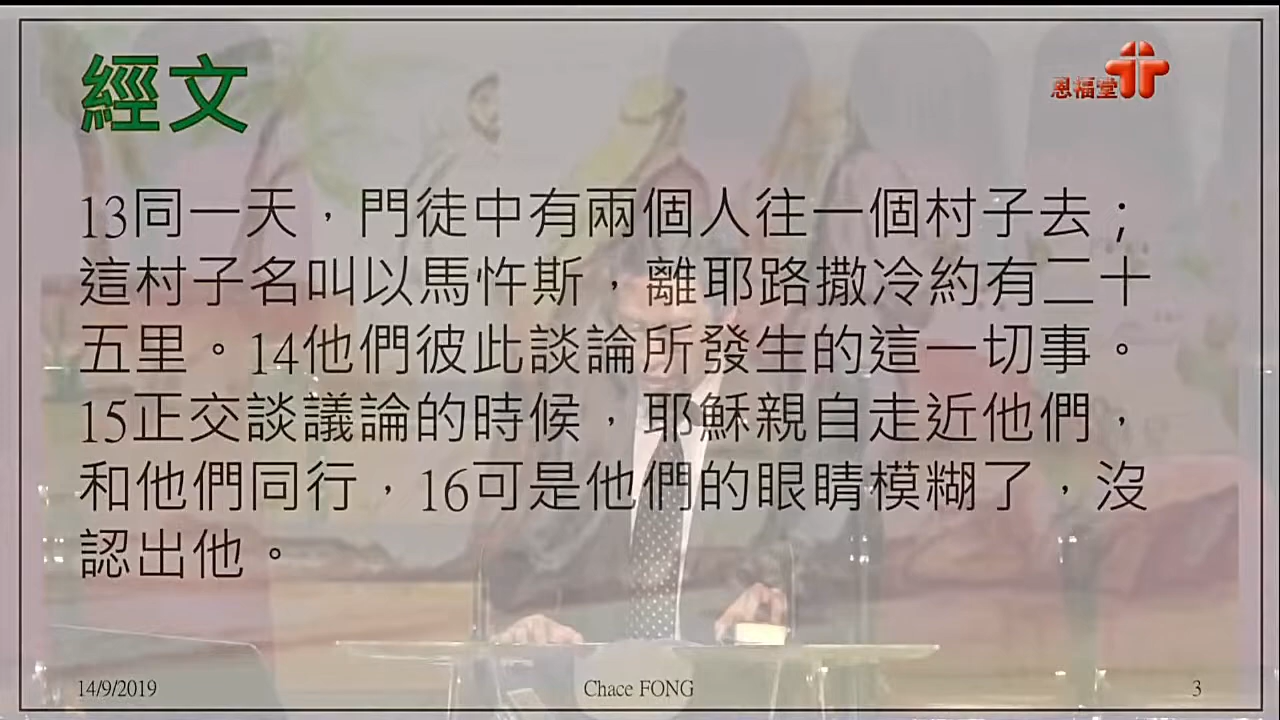 經文
恩福堂
13同一天，門徒中有兩個人往一個村子去；
這村子名叫以馬忤斯，離耶路撒冷約有二十
五里。14他們彼此談論所發生的這一切事。
15正交談議論的時候，耶穌親自走近他們，
和他們同行，16可是他們的眼睛模糊了，沒
認出他。
14/9/2019
Chace FONG
3